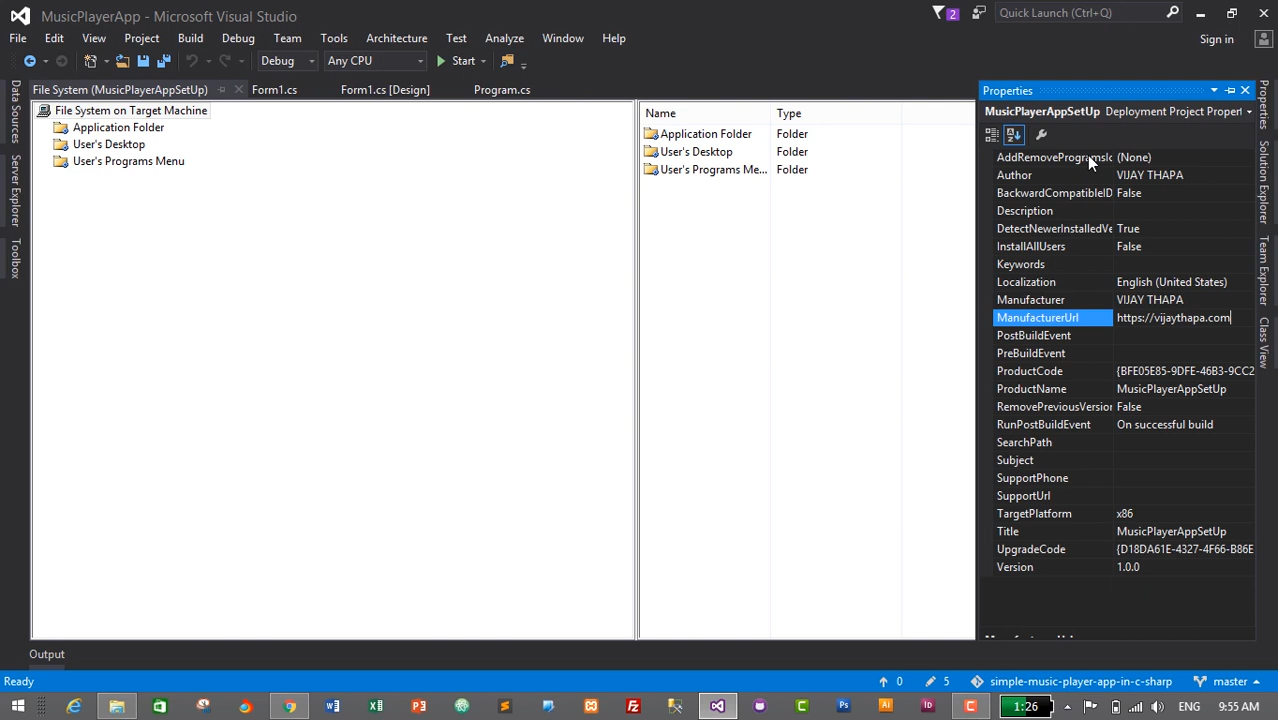 MusicPlayerApp - Microsoft Visual Studio
2
Quick Launch (Ctrl+Q)
File Edit View Project Build Debug Team Tools Architecture Test Analyze Window Help
Sign in
Debug
Any CPU
Start
File System (MusicPlayerAppSetUp)
Form1.cs
Form1.cs [Design]
Program.cs
Data Sources
Server Explorer
Toolbox
File System on Target Machine
Application Folder
User's Desktop
User's Programs Menu
Name Type
Application Folder Folder
User's Desktop Folder
User's Programs Me... Folder
Properties
MusicPlayerAppSetUp Deployment Project Propert
AddRemoveProgramsIc (None)
Author VIJAY THAPA
BackwardCompatibleID False
Description
DetectNewerInstalledVe True
InstallAllUsers False
Keywords
Localization English (United States)
Manufacturer VIJAY THAPA
ManufacturerUrl https://vijaythapa.com
PostBuildEvent
PreBuildEvent
ProductCode {BFE05E85-9DFE-46B3-9CC2
ProductName MusicPlayerAppSetUp
RemovePreviousVersior False
RunPostBuildEvent On successful build
SearchPath
Subject
SupportPhone
SupportUrl
TargetPlatform x86
Title MusicPlayerAppSetUp
UpgradeCode {D18DA61E-4327-4F66-B86E
Version 1.0.0
Properties
Solution Explorer
Team Explorer
Class View
Output
Ready
0
5
simple-music-player-app-in-c-sharp
master
1:26
ENG
9:55 AM